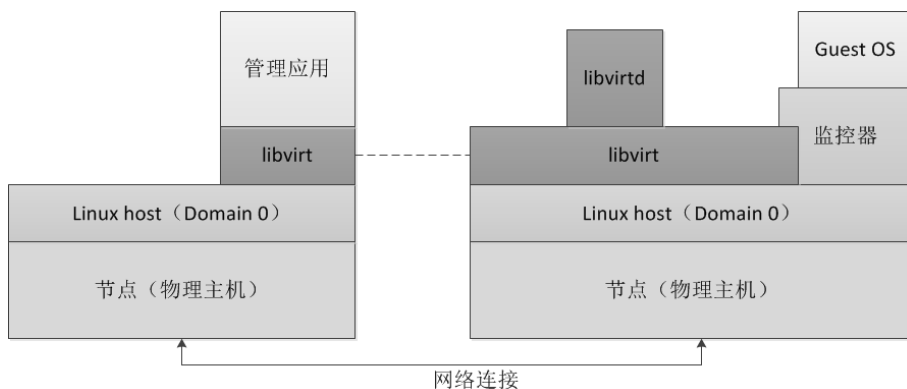 管理应用
libvirt
Linux host（Domain 0）
节点（物理主机）
libvirtd
Guest OS
监控器
libvirt
Linux host（Domain 0）
节点（物理主机）
网络连接